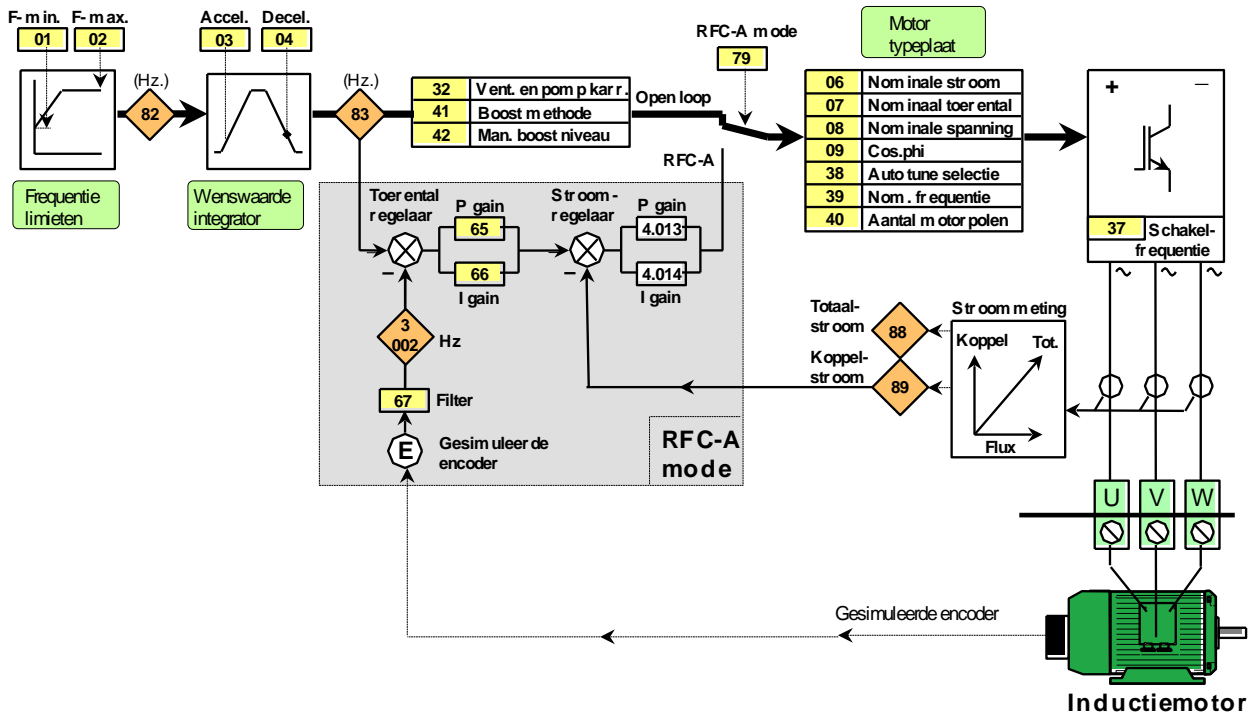 F-min.
F-max.
01
02
Accel.
Decel.
03
04
(Hz.)
82
(Hz.)
83
Frequentie
limieten
Wenswaarde
integrator
32 Vent. en pomp karr.
41 Boost methode
42 Man. boost niveau
Open loop
RFC-A mode
79
RFC-A
Motor
typeplaat
06 Nominale stroom
07 Nominaal toerental
08 Nominale spanning
09 Cos.phi
38 Autotune selectie
39 Nom. frequentie
40 Aantal motorpolen
+
–
37 Schakel-
frequentie
~
~
Toerental
regelaar
P gain
65
66
I gain
Stroom-
regelaar
P gain
4.013
4.014
I gain
–
–
3
002
Hz
67
Filter
E
Gesimuleerde
encoder
RFC-A
mode
Totaal-
stroom
88
Koppel-
stroom
89
Stroommeting
Koppel
Tot.
Flux
U
V
W
Gesimuleerde encoder
Inductiemotor